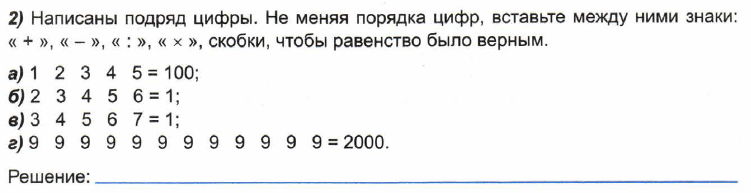 2) Написаны подряд цифры. Не меняя порядка цифр, вставьте между ними знаки:
« + », « – », « : », « × », скобки, чтобы равенство было верным.
а) 1 2 3 4 5 = 100;
б) 2 3 4 5 6 = 1;
в) 3 4 5 6 7 = 1;
г) 9 9 9 9 9 9 9 9 9 9 9 9 = 2000.
Решение: